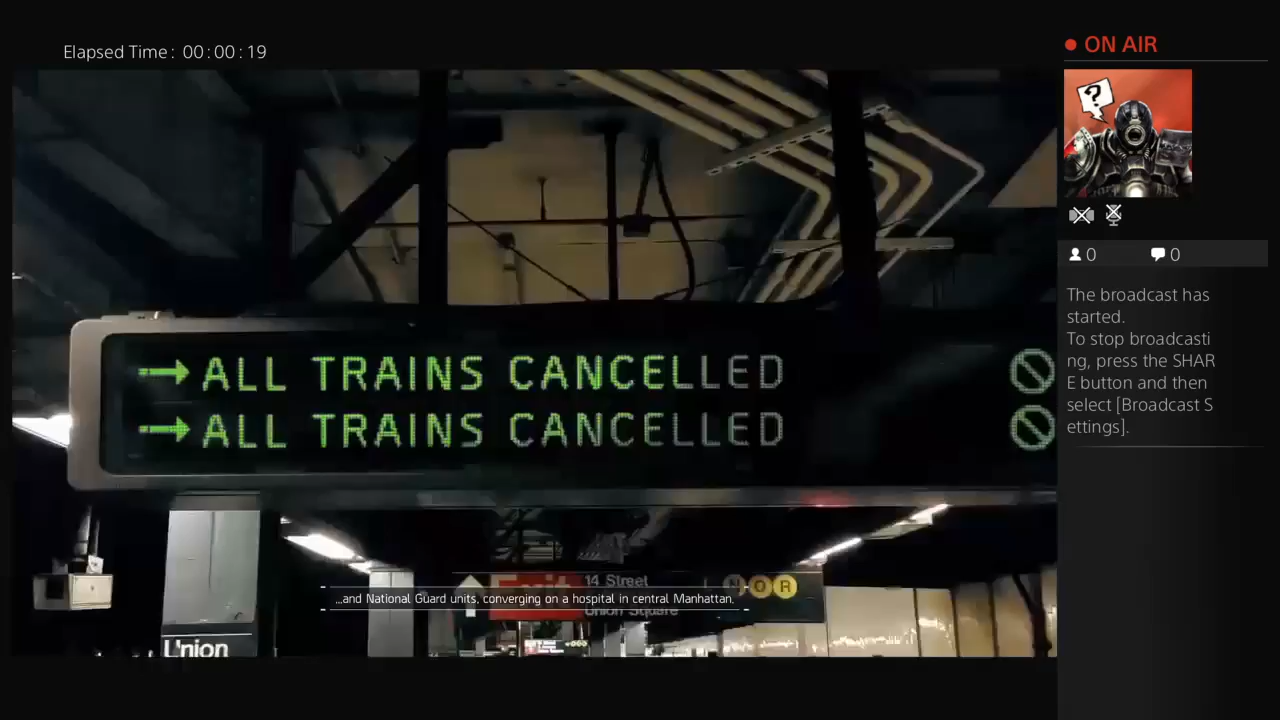 Elapsed Time: 00:00:19
ON AIR
?
0
0
The broadcast has
started.
To stop broadcasti
ng, press the SHAR
E button and then
select [Broadcast S
ettings].
ALL TRAINS CANCELLED
ALL TRAINS CANCELLED
Exit
14 Street
Union Square
N Q R
...and National Guard units, converging on a hospital in central Manhattan.
Union